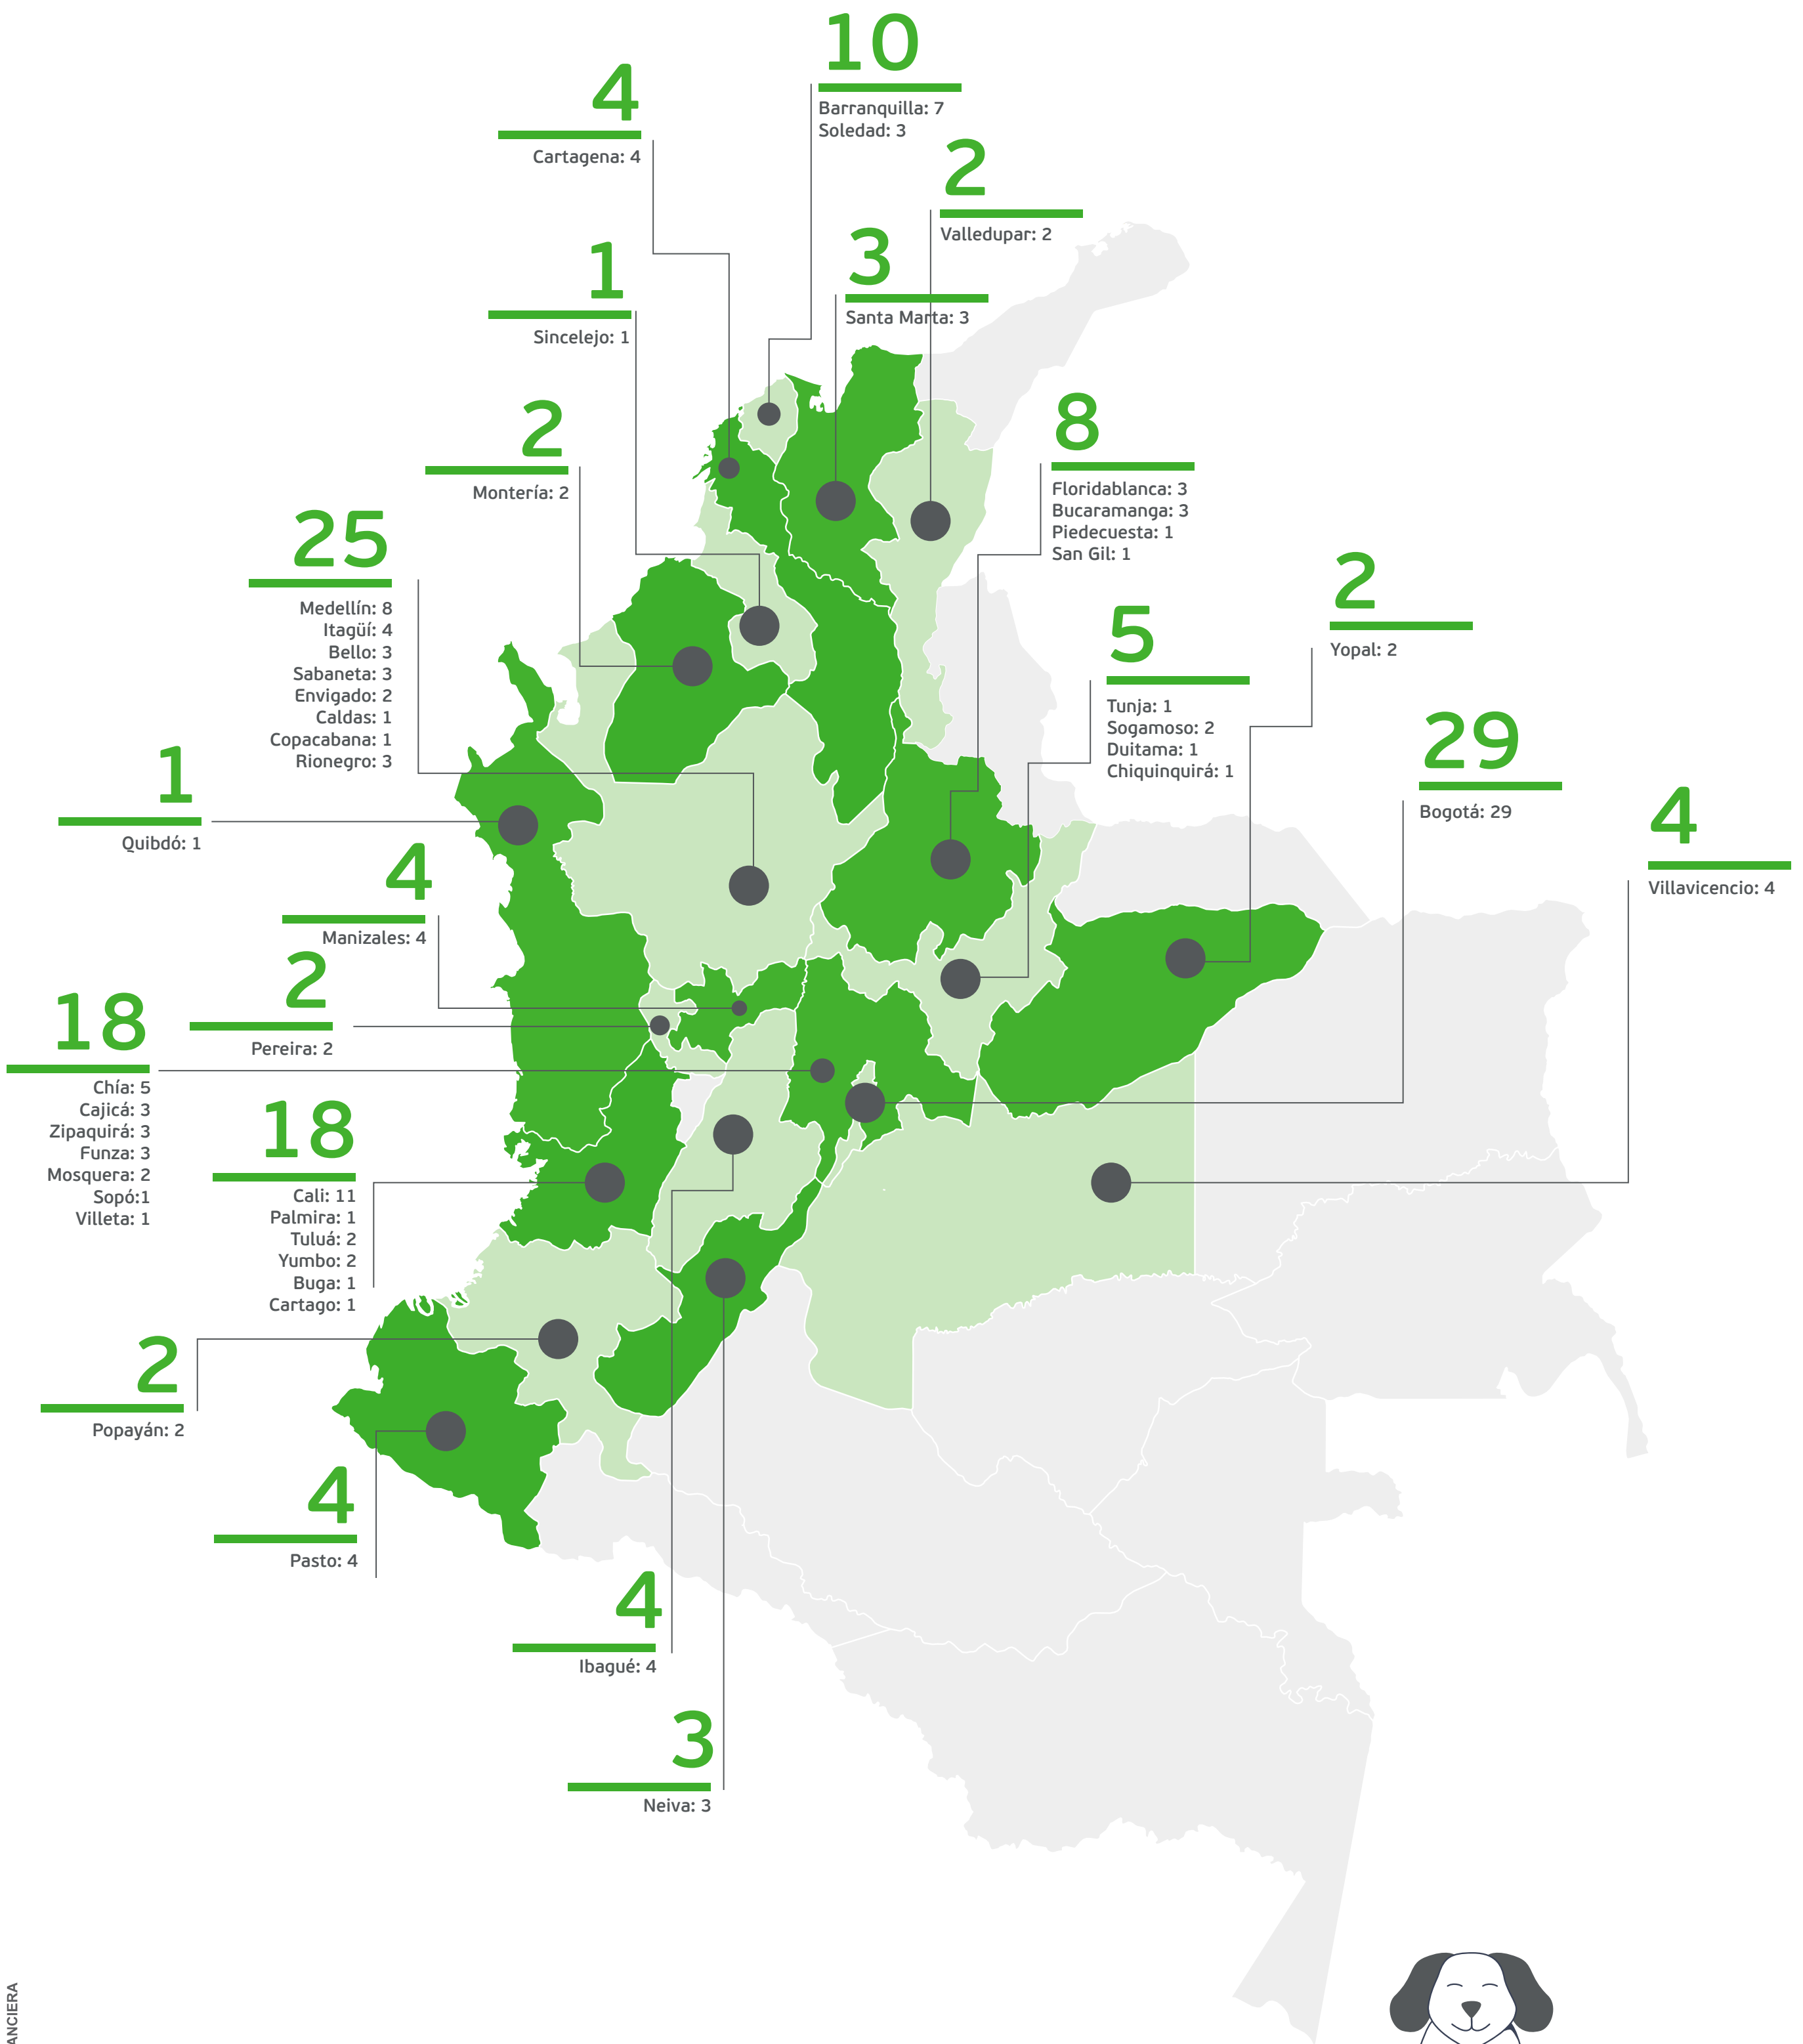 10
Barranquilla: 7
Soledad: 3
4
Cartagena: 4
2
Valledupar: 2
3
Santa Marta: 3
1
Sincelejo: 1
2
Montería: 2
8
Floridablanca: 3
Bucaramanga: 3
Piedecuesta: 1
San Gil: 1
25
Medellín: 8
Itagüí: 4
Bello: 3
Sabaneta: 3
Envigado: 2
Caldas: 1
Copacabana: 1
Rionegro: 3
2
Yopal: 2
5
Tunja: 1
Sogamoso: 2
Duitama: 1
Chiquinquirá: 1
29
Bogotá: 29
1
Quibdó: 1
4
Villavicencio: 4
4
Manizales: 4
2
Pereira: 2
18
Chía: 5
Cajicá: 3
Zipaquirá: 3
Funza: 3
Mosquera: 2
Sopó:1
Villeta: 1
18
Cali: 11
Palmira: 1
Tuluá: 2
Yumbo: 2
Buga: 1
Cartago: 1
2
Popayán: 2
4
Pasto: 4
4
Ibagué: 4
3
Neiva: 3
ANCIERA